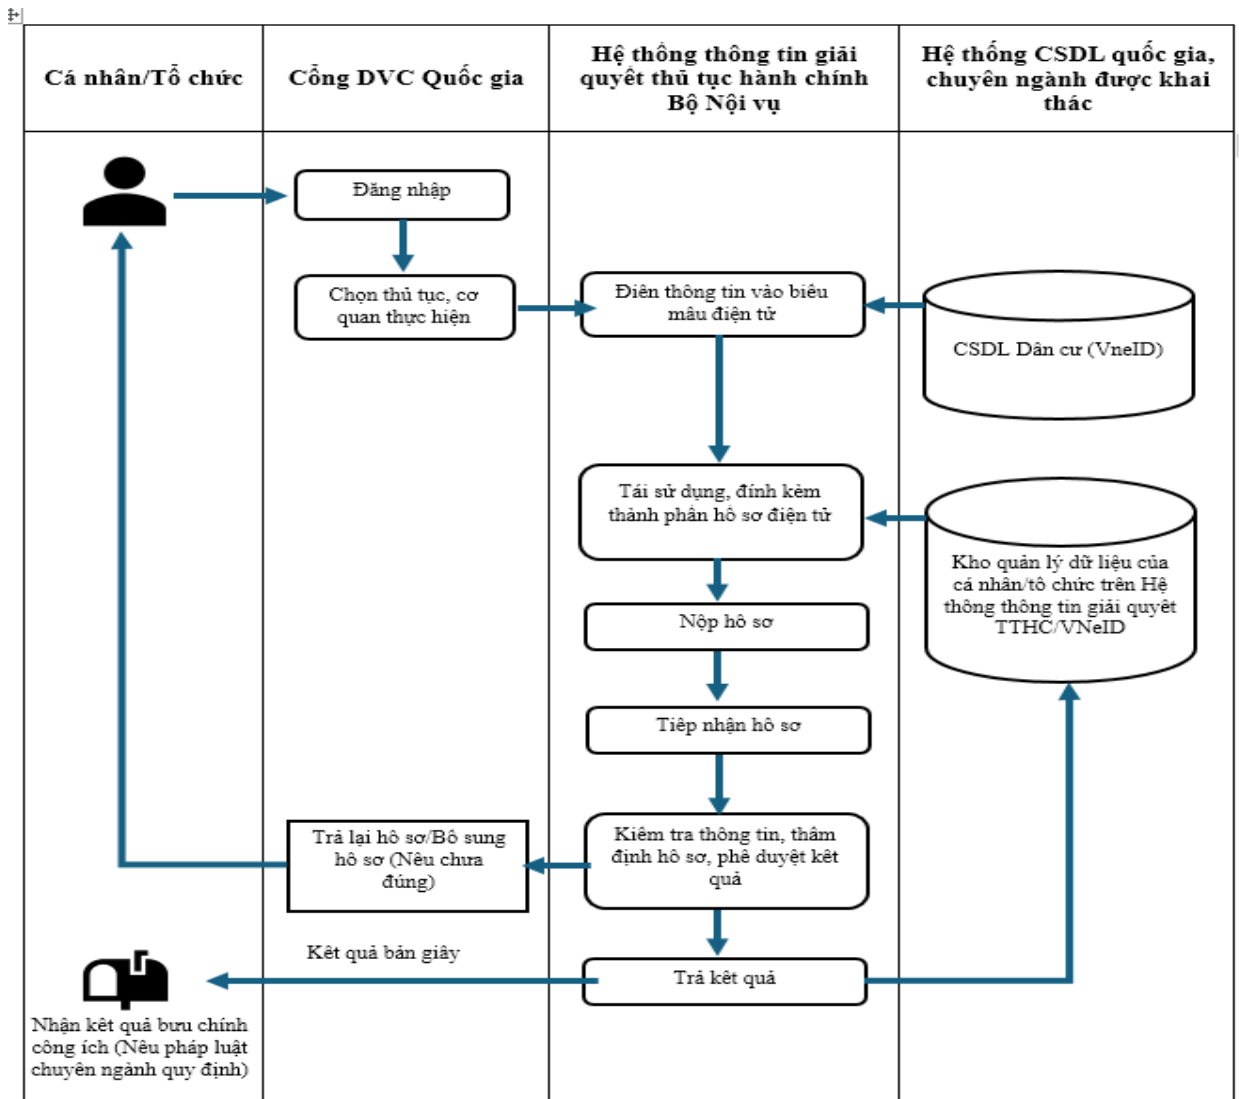 Cá nhân/Tổ chức
Cổng DVC Quốc gia
Hệ thống thông tin giải
quyết thủ tục hành chính
Bộ Nội vụ
Hệ thống CSDL quốc gia,
chuyên ngành được khai
thác
Đăng nhập
Chọn thủ tục, cơ
quan thực hiện
Điền thông tin vào biểu
mẫu điện tử
CSDL Dân cư (VneID)
Tái sử dụng, đính kèm
thành phần hồ sơ điện tử
Kho quản lý dữ liệu của
cá nhân/tổ chức trên Hệ
thống thông tin giải quyết
TTHC/VNeID
Nộp hồ sơ
Tiếp nhận hồ sơ
Trả lại hồ sơ/Bổ sung
hồ sơ (Nếu chưa
đúng)
Kiểm tra thông tin, thẩm
định hồ sơ, phê duyệt kết
quả
Kết quả bản giấy
Trả kết quả
Nhận kết quả bưu chính
công ích (Nếu pháp luật
chuyên ngành quy định)